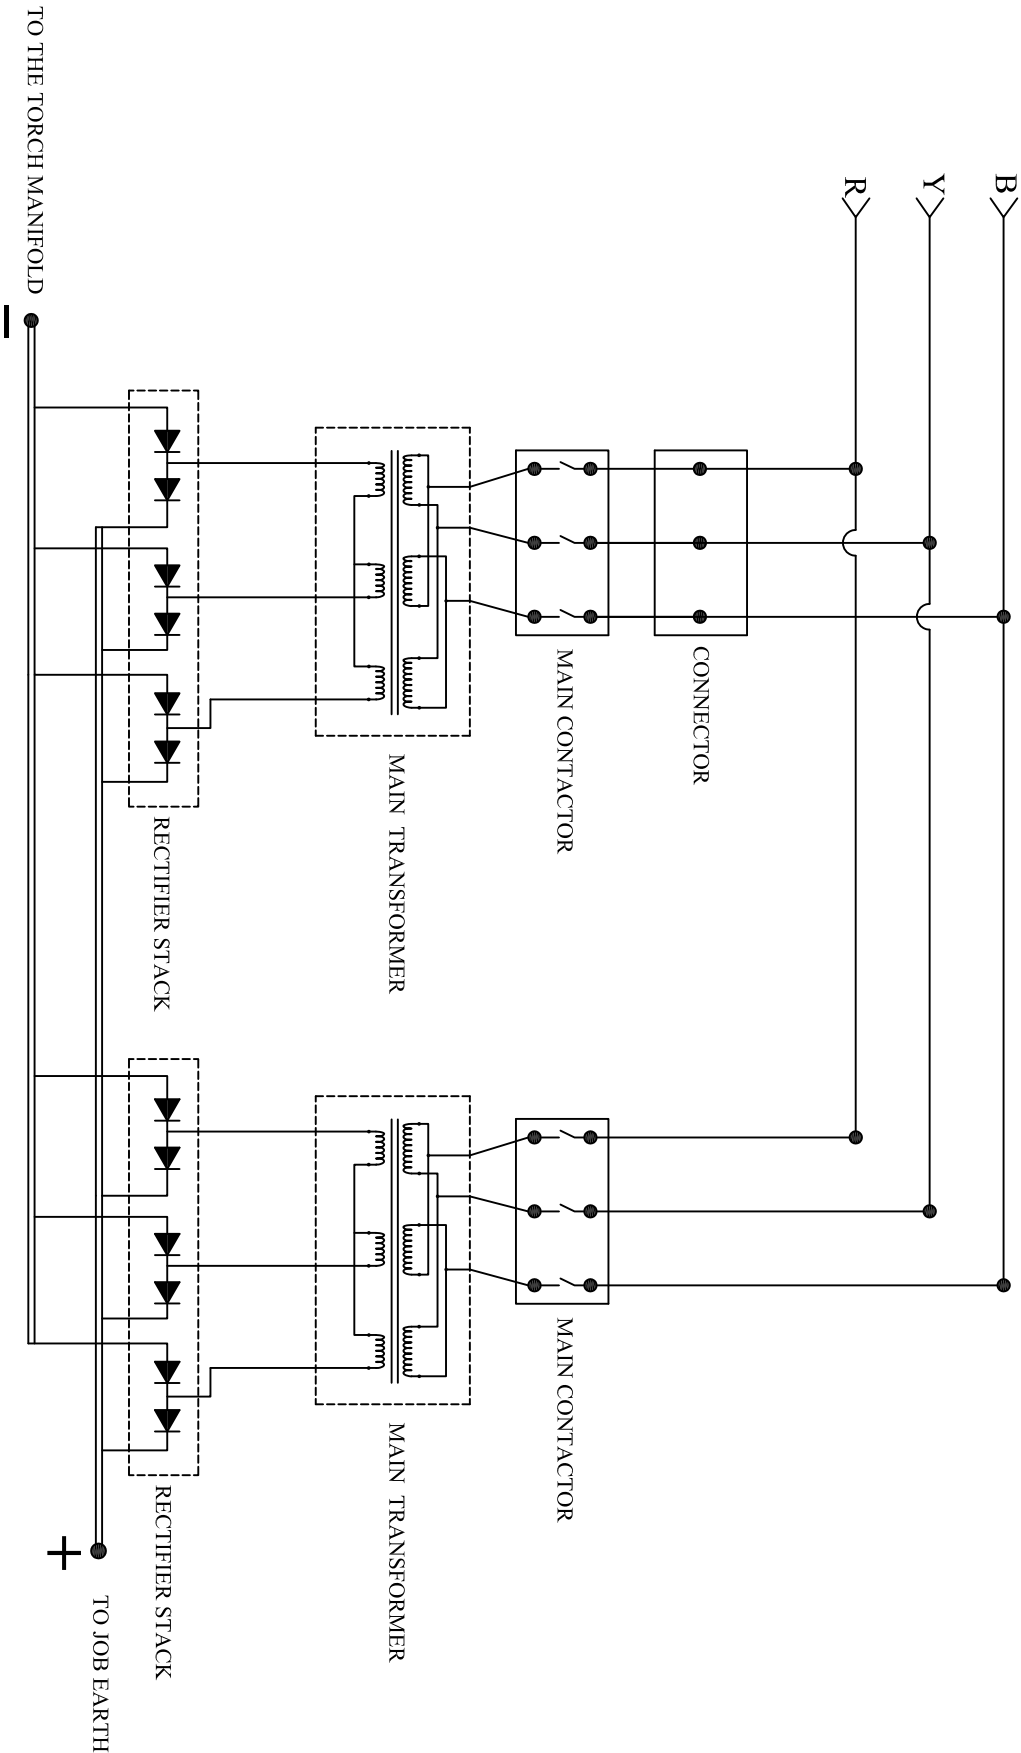 B
Y
R
CONNECTOR
MAIN CONTACTOR
MAIN CONTACTOR
MAIN TRANSFORMER
MAIN TRANSFORMER
RECTIFIER STACK
RECTIFIER STACK
+
TO JOB EARTH
TO THE TORCH MANIFOLD
−